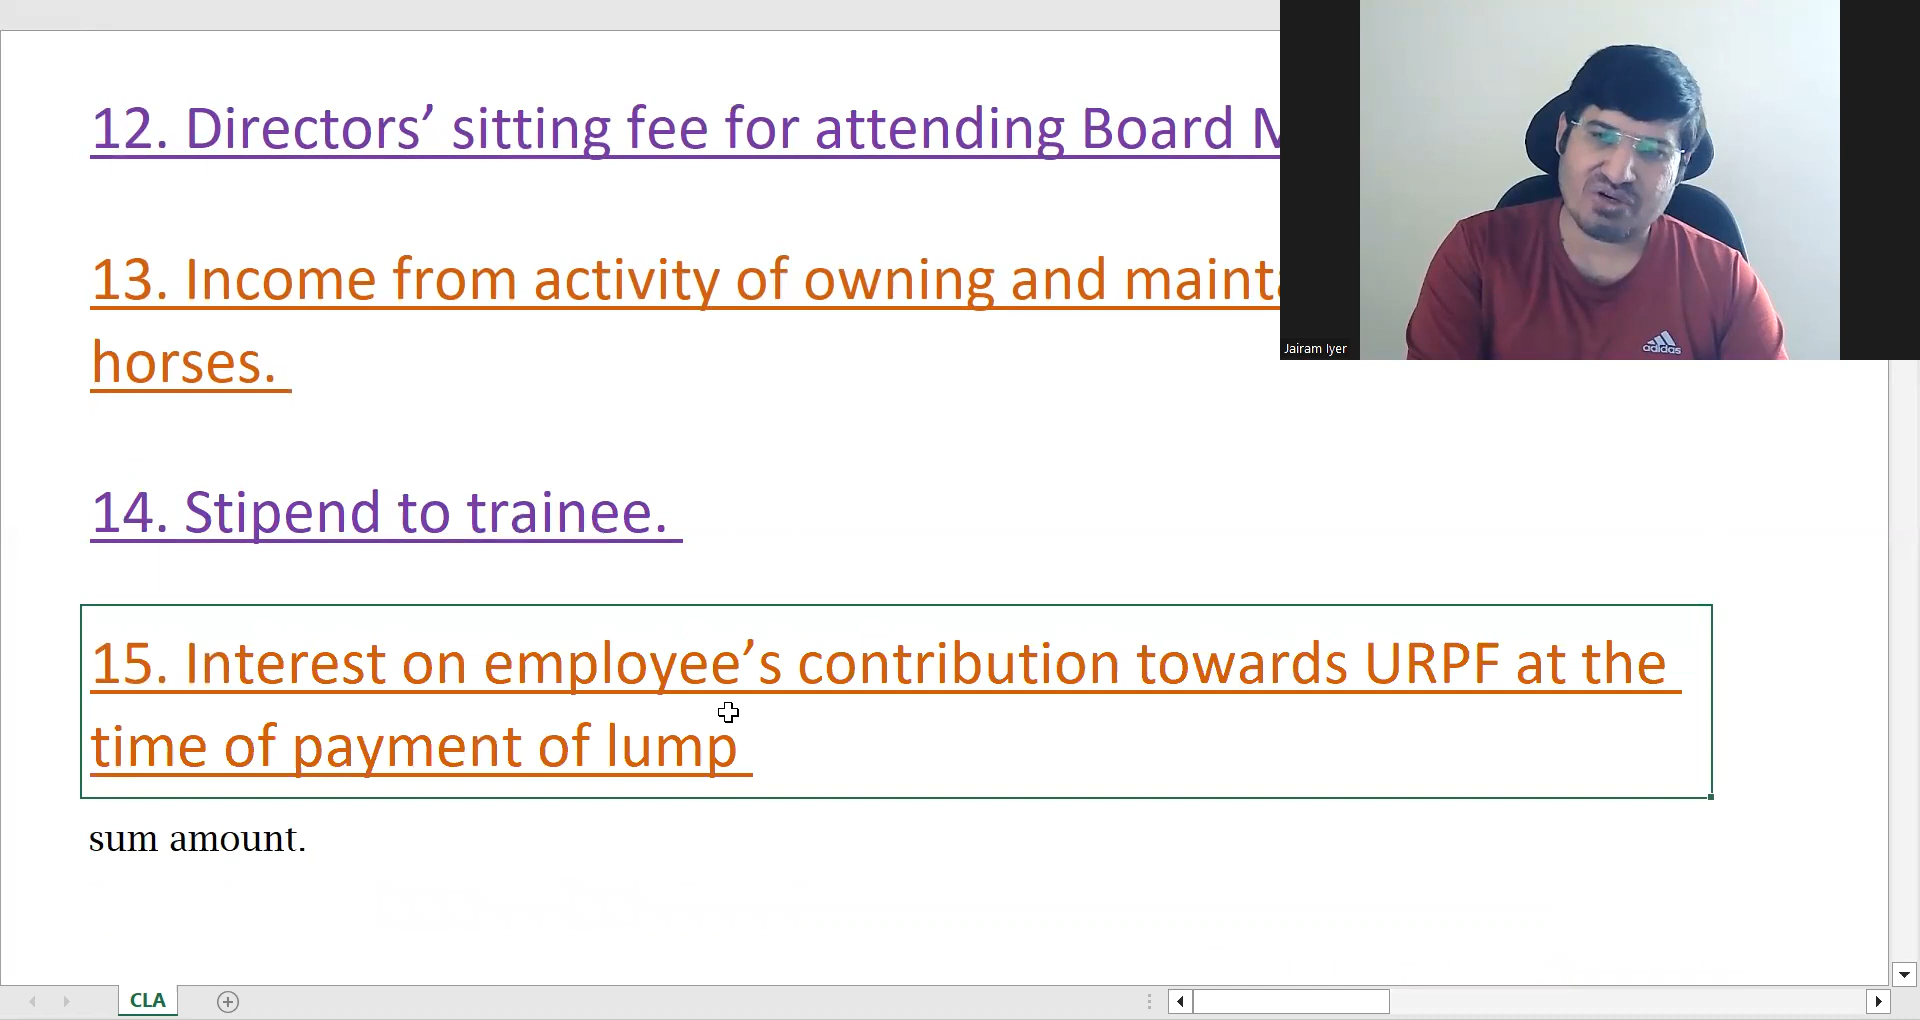 12. Directors’ sitting fee for attending Board
13. Income from activity of owning and
horses.
14. Stipend to trainee.
15. Interest on employee’s contribution towards URPF at the
time of payment of lump
sum amount.
adidas
Jairam Iyer
CLA